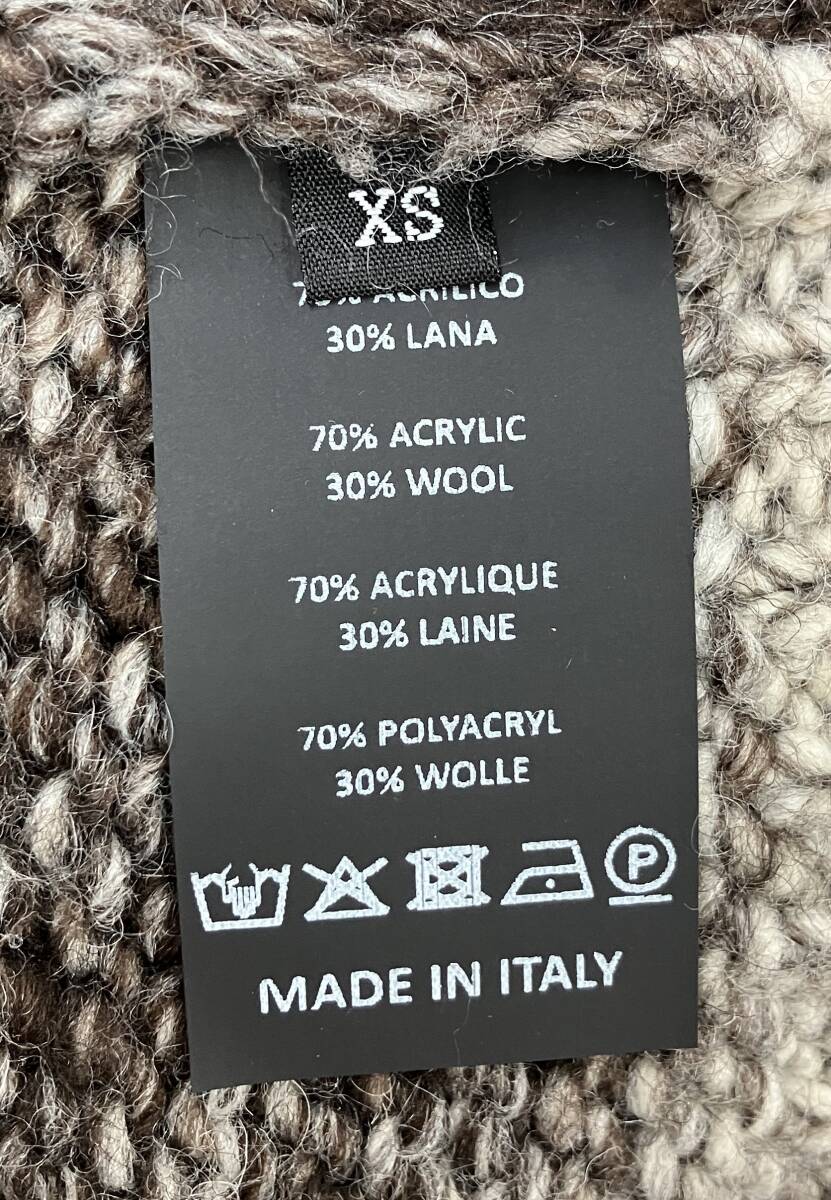 XS
70% ACRILICO
30% LANA
70% ACRYLIC
30% WOOL
70% ACRYLIQUE
30% LAINE
70% POLYACRYL
30% WOLLE
P
MADE IN ITALY